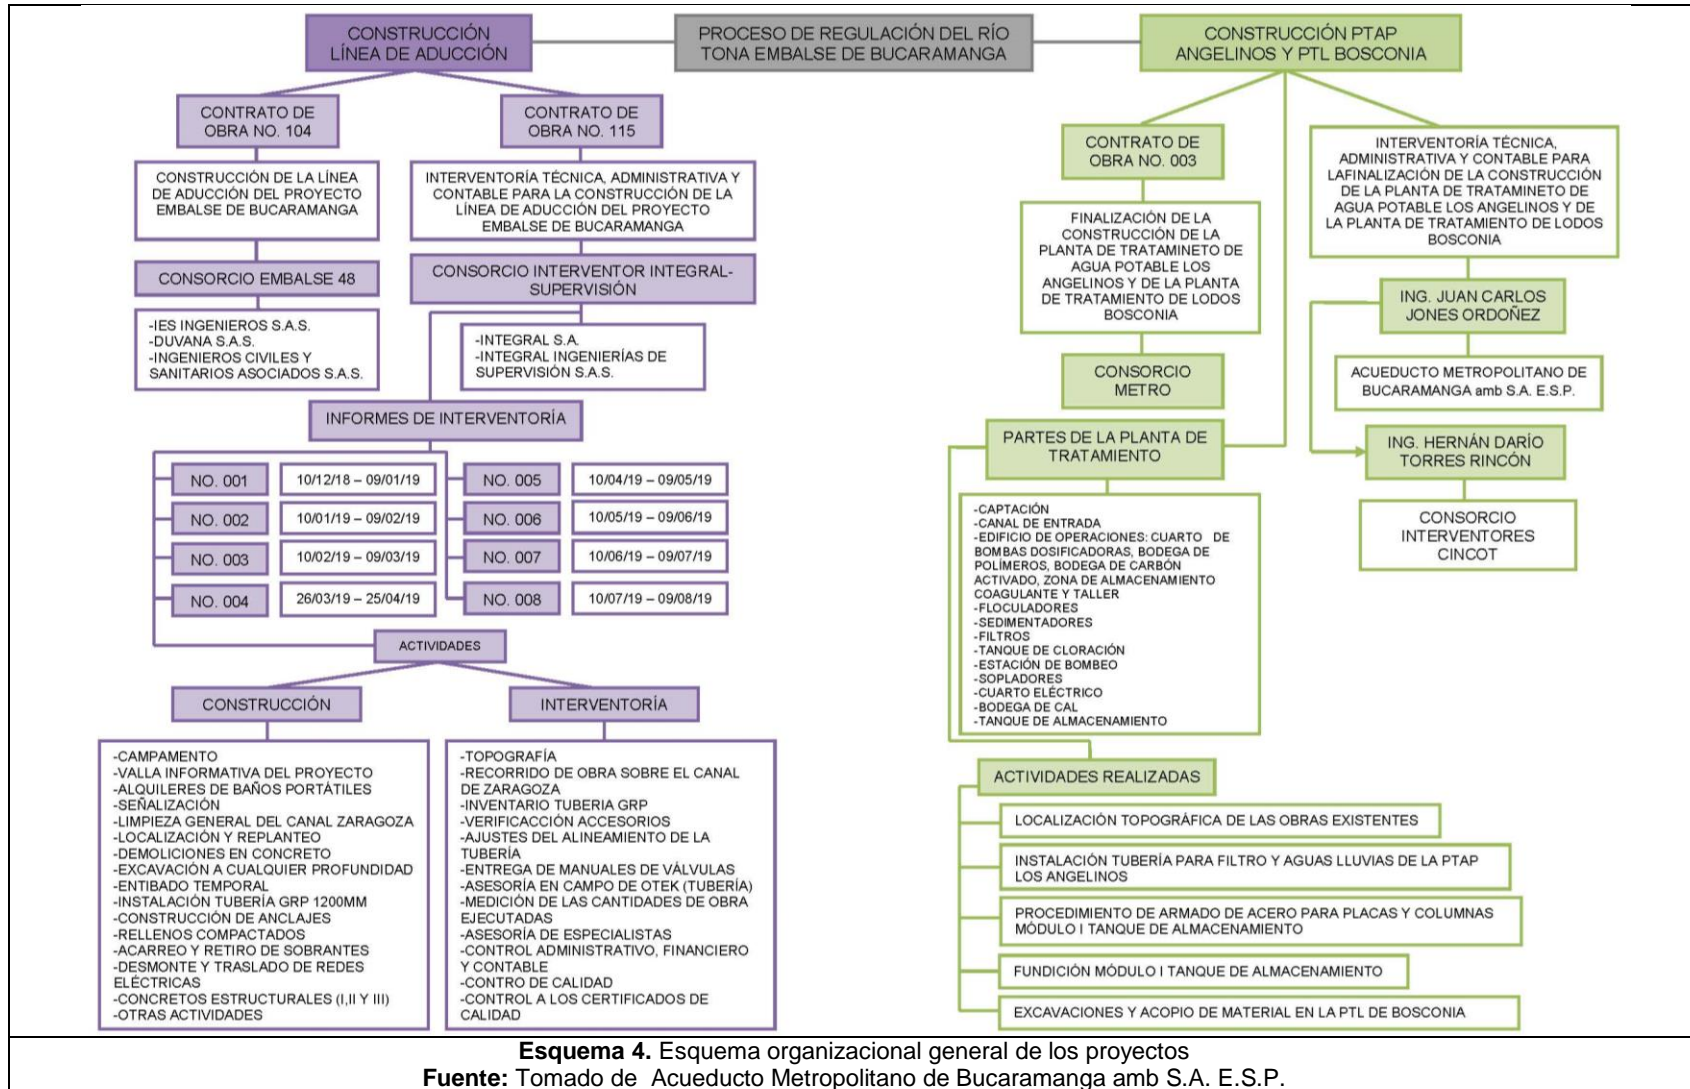 CONSTRUCCIÓN
LÍNEA DE ADUCCIÓN
PROCESO DE REGULACIÓN DEL RÍO
TONA EMBALSE DE BUCARAMANGA
CONSTRUCCIÓN PTAP
ANGELINOS Y PTL BOSCONIA
CONTRATO DE
OBRA NO. 104
CONSTRUCCIÓN DE LA LÍNEA
DE ADUCCIÓN DEL PROYECTO
EMBALSE DE BUCARAMANGA
CONSORCIO EMBALSE 48
-IES INGENIEROS S.A.S.
-DUVANA S.A.S.
-INGENIEROS CIVILES Y
SANITARIOS ASOCIADOS S.A.S.
CONTRATO DE
OBRA NO. 115
INTERVENTORÍA TÉCNICA, ADMINISTRATIVA Y
CONTABLE PARA LA CONSTRUCCIÓN DE LA
LÍNEA DE ADUCCIÓN DEL PROYECTO
EMBALSE DE BUCARAMANGA
CONSORCIO INTERVENTOR INTEGRAL-
SUPERVISIÓN
-INTEGRAL S.A.
-INTEGRAL INGENIERÍAS DE
SUPERVISIÓN S.A.S.
INFORMES DE INTERVENTORÍA
NO. 001
10/12/18 – 09/01/19
NO. 002
10/01/19 – 09/02/19
NO. 003
10/02/19 – 09/03/19
NO. 004
26/03/19 – 25/04/19
NO. 005
10/04/19 – 09/05/19
NO. 006
10/05/19 – 09/06/19
NO. 007
10/06/19 – 09/07/19
NO. 008
10/07/19 – 09/08/19
ACTIVIDADES
CONSTRUCCIÓN
-CAMPAMENTO
-VALLA INFORMATIVA DEL PROYECTO
-ALQUILERES DE BAÑOS PORTÁTILES
-SEÑALIZACIÓN
-LIMPIEZA GENERAL DEL CANAL ZARAGOZA
-LOCALIZACIÓN Y REPLANTEO
-DEMOLICIONES EN CONCRETO
-EXCAVACIÓN A CUALQUIER PROFUNDIDAD
-ENTIBADO TEMPORAL
-INSTALACIÓN TUBERÍA GRP 1200MM
-CONSTRUCCIÓN DE ANCLAJES
-RELLENOS COMPACTADOS
-ACARREO Y RETIRO DE SOBRANTES
-DESMONTE Y TRASLADO DE REDES
ELÉCTRICAS
-CONCRETOS ESTRUCTURALES (I,II Y III)
-OTRAS ACTIVIDADES
INTERVENTORÍA
-TOPOGRAFÍA
-RECORRIDO DE OBRA SOBRE EL CANAL
DE ZARAGOZA
-INVENTARIO TUBERIA GRP
-VERIFICACCIÓN ACCESORIOS
-AJUSTES DEL ALINEAMIENTO DE LA
TUBERÍA
-ENTREGA DE MANUALES DE VÁLVULAS
-ASESORÍA EN CAMPO DE OTEK (TUBERÍA)
-MEDICIÓN DE LAS CANTIDADES DE OBRA
EJECUTADAS
-ASESORÍA DE ESPECIALISTAS
-CONTROL ADMINISTRATIVO, FINANCIERO
Y CONTABLE
-CONTRO DE CALIDAD
-CONTROL A LOS CERTIFICADOS DE
CALIDAD
CONTRATO DE
OBRA NO. 003
FINALIZACIÓN DE LA
CONSTRUCCIÓN DE LA
PLANTA DE TRATAMINETO DE
AGUA POTABLE LOS
ANGELINOS Y DE LA PLANTA
DE TRATAMIENTO DE LODOS
BOSCONIA
CONSORCIO
METRO
INTERVENTORÍA TÉCNICA,
ADMINISTRATIVA Y CONTABLE PARA
LAFINALIZACIÓN DE LA CONSTRUCCIÓN
DE LA PLANTA DE TRATAMINETO DE
AGUA POTABLE LOS ANGELINOS Y DE
LA PLANTA DE TRATAMIENTO DE LODOS
BOSCONIA
ING. JUAN CARLOS
JONES ORDOÑEZ
ACUEDUCTO METROPOLITANO DE
BUCARAMANGA amb S.A. E.S.P.
ING. HERNÁN DARÍO
TORRES RINCÓN
CONSORCIO
INTERVENTORES
CINCOT
PARTES DE LA PLANTA DE
TRATAMIENTO
-CAPTACIÓN
-CANAL DE ENTRADA
-EDIFICIO DE OPERACIONES: CUARTO DE
BOMBAS DOSIFICADORAS, BODEGA DE
POLÍMEROS, BODEGA DE CARBÓN
ACTIVADO, ZONA DE ALMACENAMIENTO
COAGULANTE Y TALLER
-FLOCULADORES
-SEDIMENTADORES
-FILTROS
-TANQUE DE CLORACIÓN
-ESTACIÓN DE BOMBEO
-SOPLADORES
-CUARTO ELÉCTRICO
-BODEGA DE CAL
-TANQUE DE ALMACENAMIENTO
ACTIVIDADES REALIZADAS
LOCALIZACIÓN TOPOGRÁFICA DE LAS OBRAS EXISTENTES
INSTALACIÓN TUBERÍA PARA FILTRO Y AGUAS LLUVIAS DE LA PTAP
LOS ANGELINOS
PROCEDIMIENTO DE ARMADO DE ACERO PARA PLACAS Y COLUMNAS
MÓDULO I TANQUE DE ALMACENAMIENTO
FUNDICIÓN MÓDULO I TANQUE DE ALMACENAMIENTO
EXCAVACIONES Y ACOPIO DE MATERIAL EN LA PTL DE BOSCONIA
Esquema 4. Esquema organizacional general de los proyectos
Fuente: Tomado de Acueducto Metropolitano de Bucaramanga amb S.A. E.S.P.